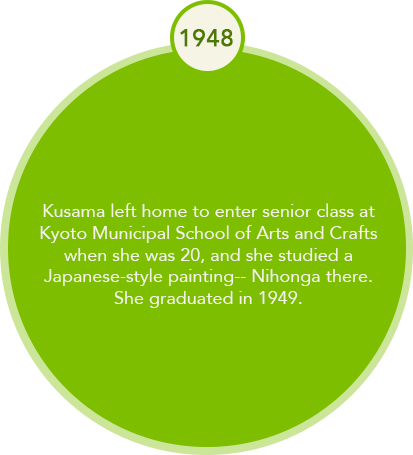 1948
Kusama left home to enter senior class at
Kyoto Municipal School of Arts and Crafts
when she was 20, and she studied a
Japanese-style painting-- Nihonga there.
She graduated in 1949.